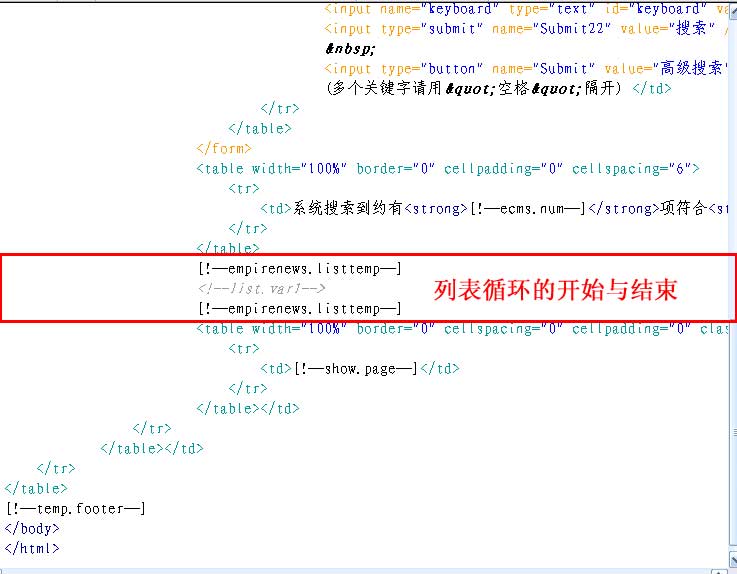 <input name="keyboard" type="text" id="keyboard" va
<input type="submit" name="Submit22" value="搜索" /
&nbsp;
<input type="button" name="Submit" value="高级搜索"
(多个关键字请用&quot;空格&quot;隔开) </td>
</tr>
</table>
</form>
<table width="100%" border="0" cellpadding="0" cellspacing="6">
<tr>
<td>系统搜索到约有<strong>[!--ecms.num--]</strong>项符合<st
</tr>
</table>
[!--empirenews.listtemp--]
<!--list.var1-->
列表循环的开始与结束
[!--empirenews.listtemp--]
<table width="100%" border="0" cellspacing="0" cellpadding="0" clas
<tr>
<td>[!--show.page--]</td>
</tr>
</table></td>
</tr>
</table></td>
</tr>
</table>
[!--temp.footer--]
</body>
</html>